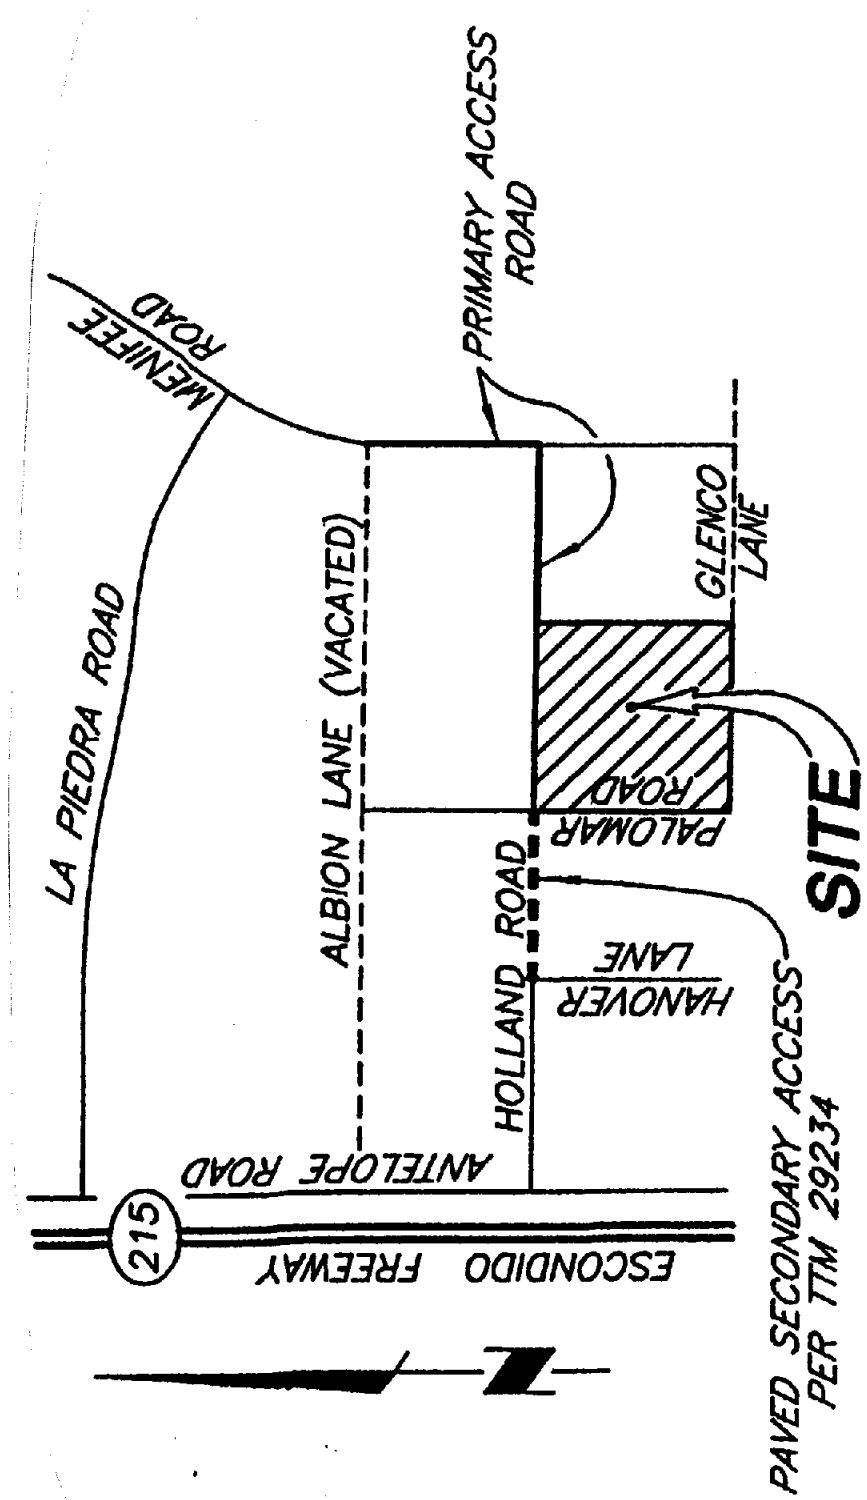 PRIMARY ACCESS
ROAD
MENIFEE
ROAD
LA PIEDRA ROAD
ALBION LANE (VACATED)
GLENCO
LANE
PALOMAR
ROAD
SITE
HOLLAND ROAD
HANOVER
LANE
ANTELOPE ROAD
215
ESCONDIDO FREEWAY
N
PAVED SECONDARY ACCESS
PER TTM 29234